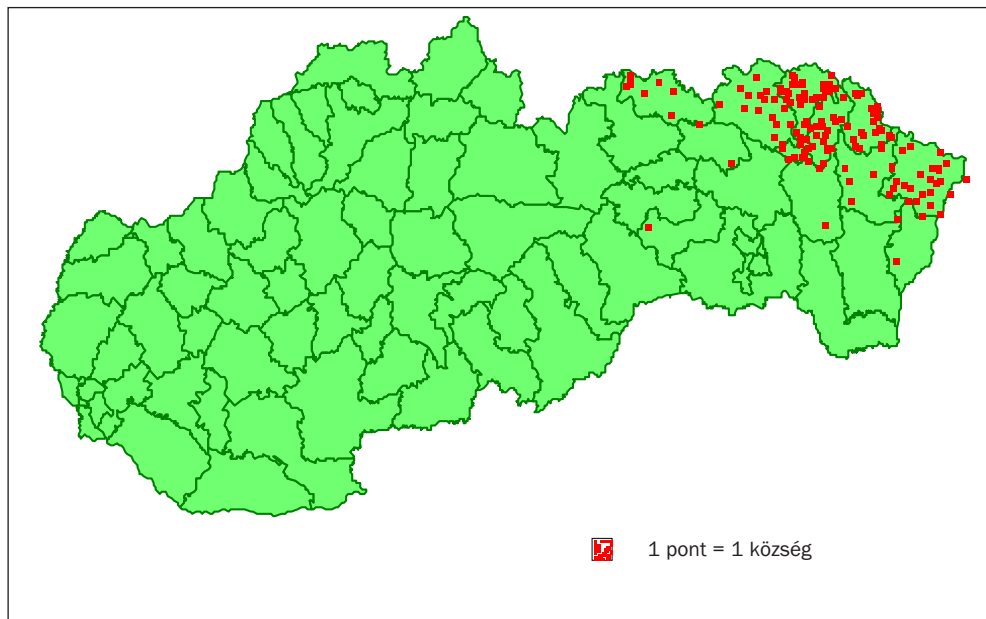 1 pont = 1 község